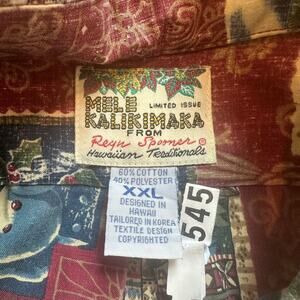 MELE LIMITED ISSUE
KALIKIMAKA
FROM
Reyn Spooner ®
Hawaiian Traditionals
60% COTTON
40% POLYESTER
XXL
DESIGNED IN
HAWAII
TAILORED IN KOREA
TEXTILE DESIGN
COPYRIGHTED
545